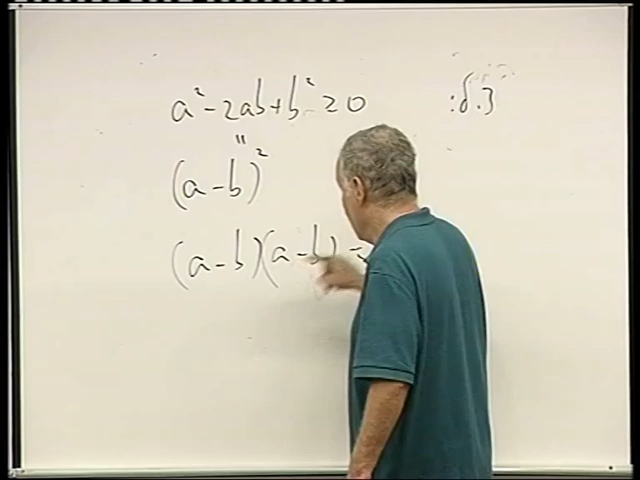 צ.ל:
a² - 2ab + b² ≥ 0
"
(a - b)²
(a - b)(a - b) =